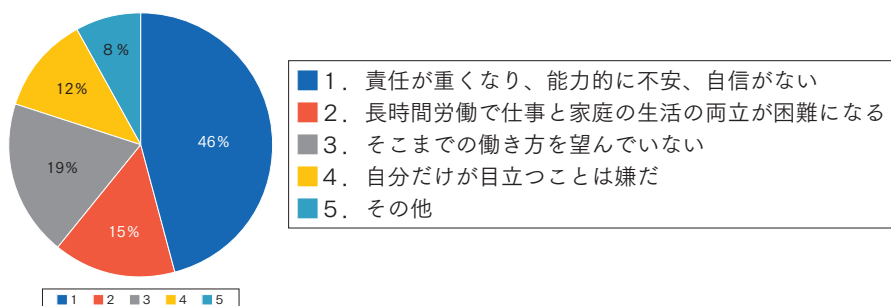 8%
12%
46%
19%
15%
1 2 3 4 5
1．責任が重くなり、能力的に不安、自信がない
2．長時間労働で仕事と家庭の生活の両立が困難になる
3．そこまでの働き方を望んでいない
4．自分だけが目立つことは嫌だ
5．その他